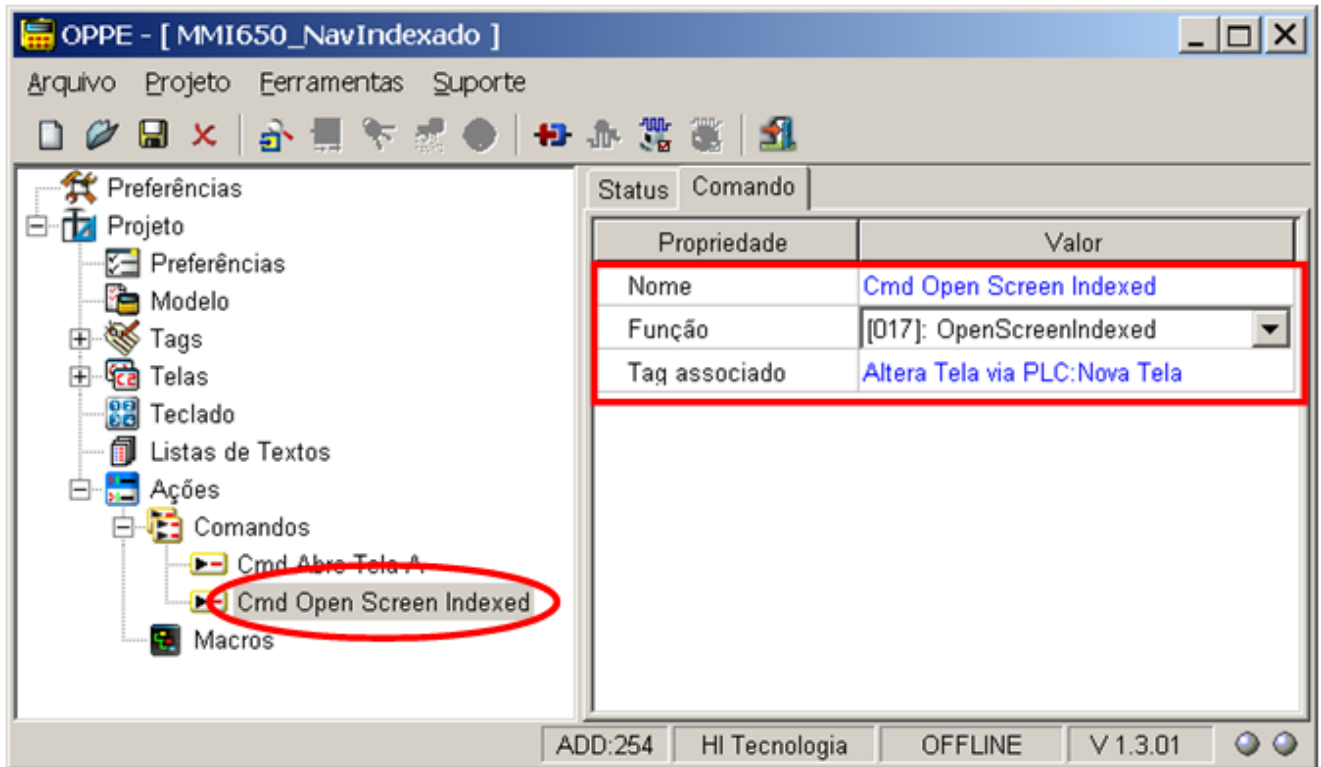 OPPE - [ MMI650_NavIndexado ]
Arquivo Projeto Ferramentas Suporte
Preferências
Projeto
Preferências
Modelo
Tags
Telas
Teclado
Listas de Textos
Ações
Comandos
Cmd Abre Tela A
Cmd Open Screen Indexed
Macros
Status Comando
Propriedade Valor
Nome Cmd Open Screen Indexed
Função [017]: OpenScreenIndexed
Tag associado Altera Tela via PLC:Nova Tela
ADD:254 HI Tecnologia OFFLINE V 1.3.01